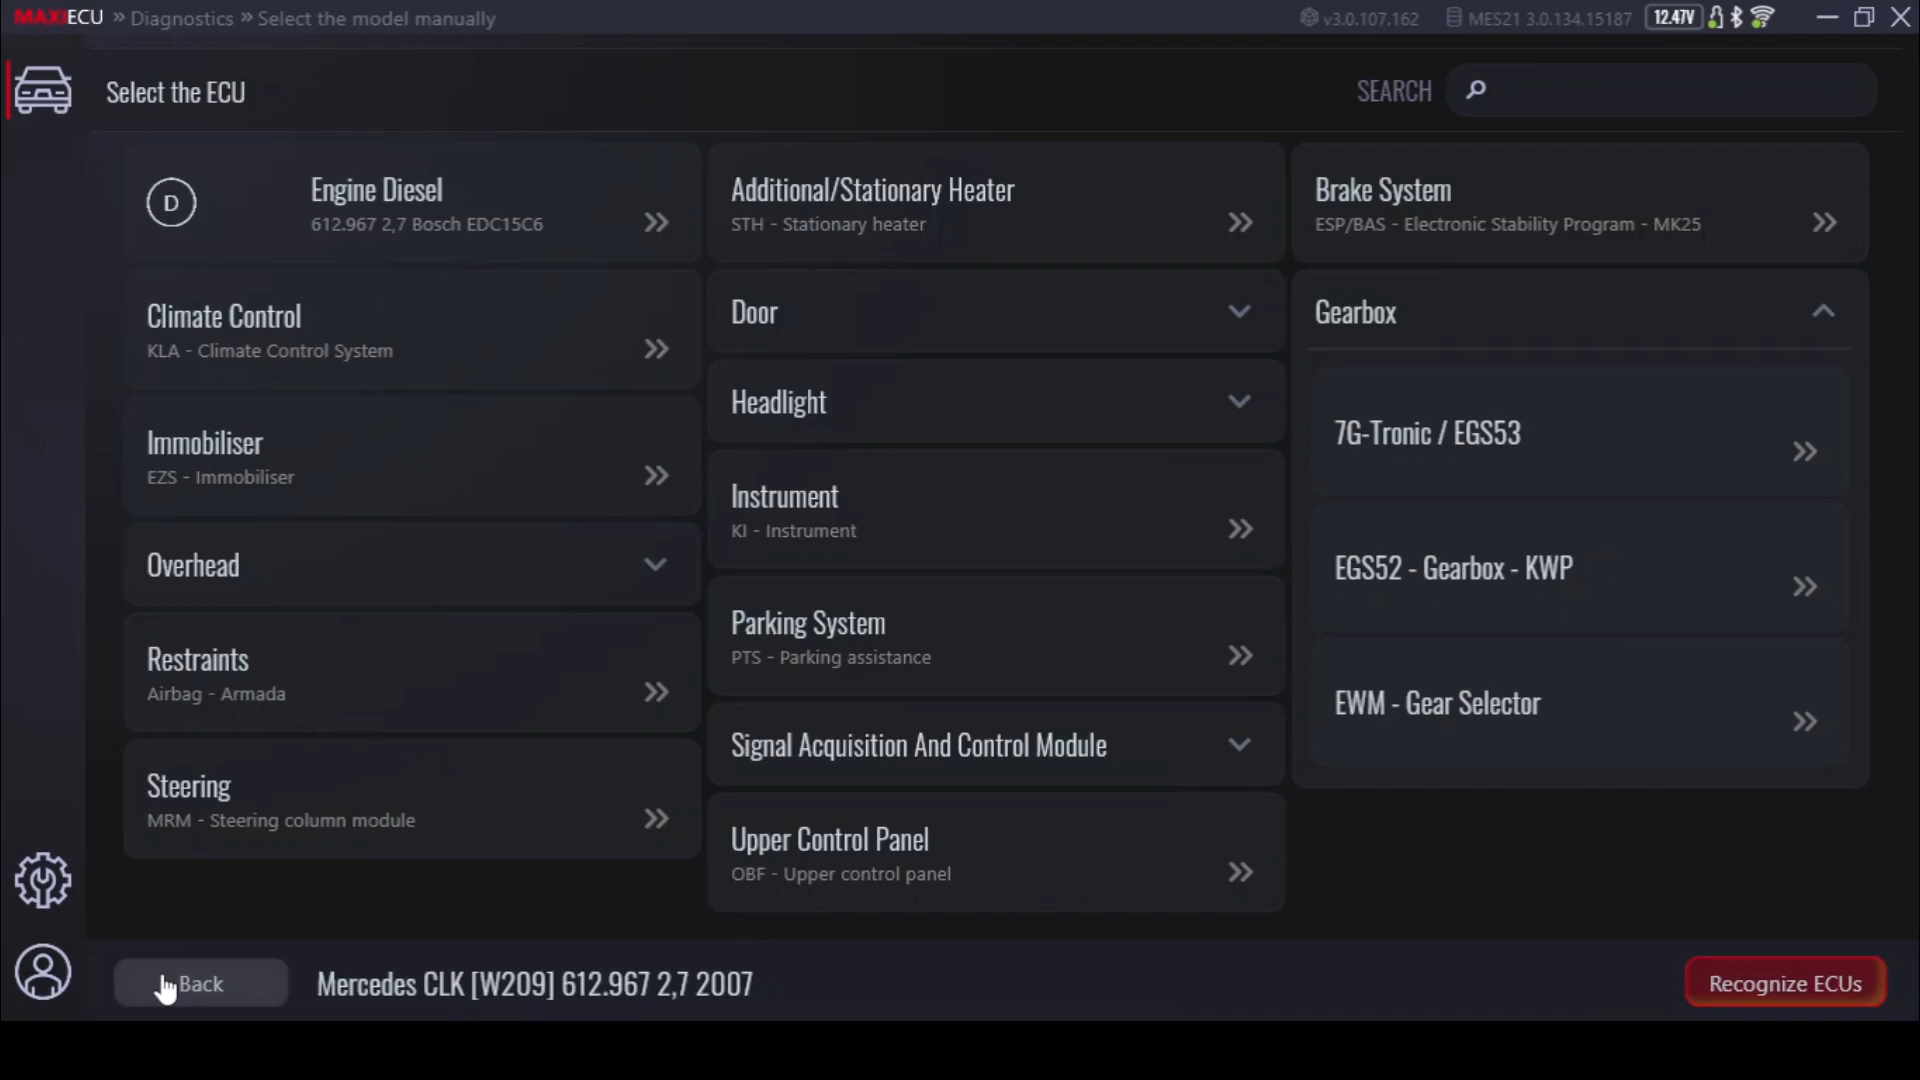 MAXIECU » Diagnostics » Select the model manually
v3.0.107.162
MES21 3.0.134.15187
12.47V
Select the ECU
SEARCH
D
Engine Diesel
612.967 2,7 Bosch EDC15C6
Climate Control
KLA - Climate Control System
Immobiliser
EZS - Immobiliser
Overhead
Restraints
Airbag - Armada
Steering
MRM - Steering column module
Additional/Stationary Heater
STH - Stationary heater
Door
Headlight
Instrument
KI - Instrument
Parking System
PTS - Parking assistance
Signal Acquisition And Control Module
Upper Control Panel
OBF - Upper control panel
Brake System
ESP/BAS - Electronic Stability Program - MK25
Gearbox
7G-Tronic / EGS53
EGS52 - Gearbox - KWP
EWM - Gear Selector
Back
Mercedes CLK [W209] 612.967 2,7 2007
Recognize ECUs